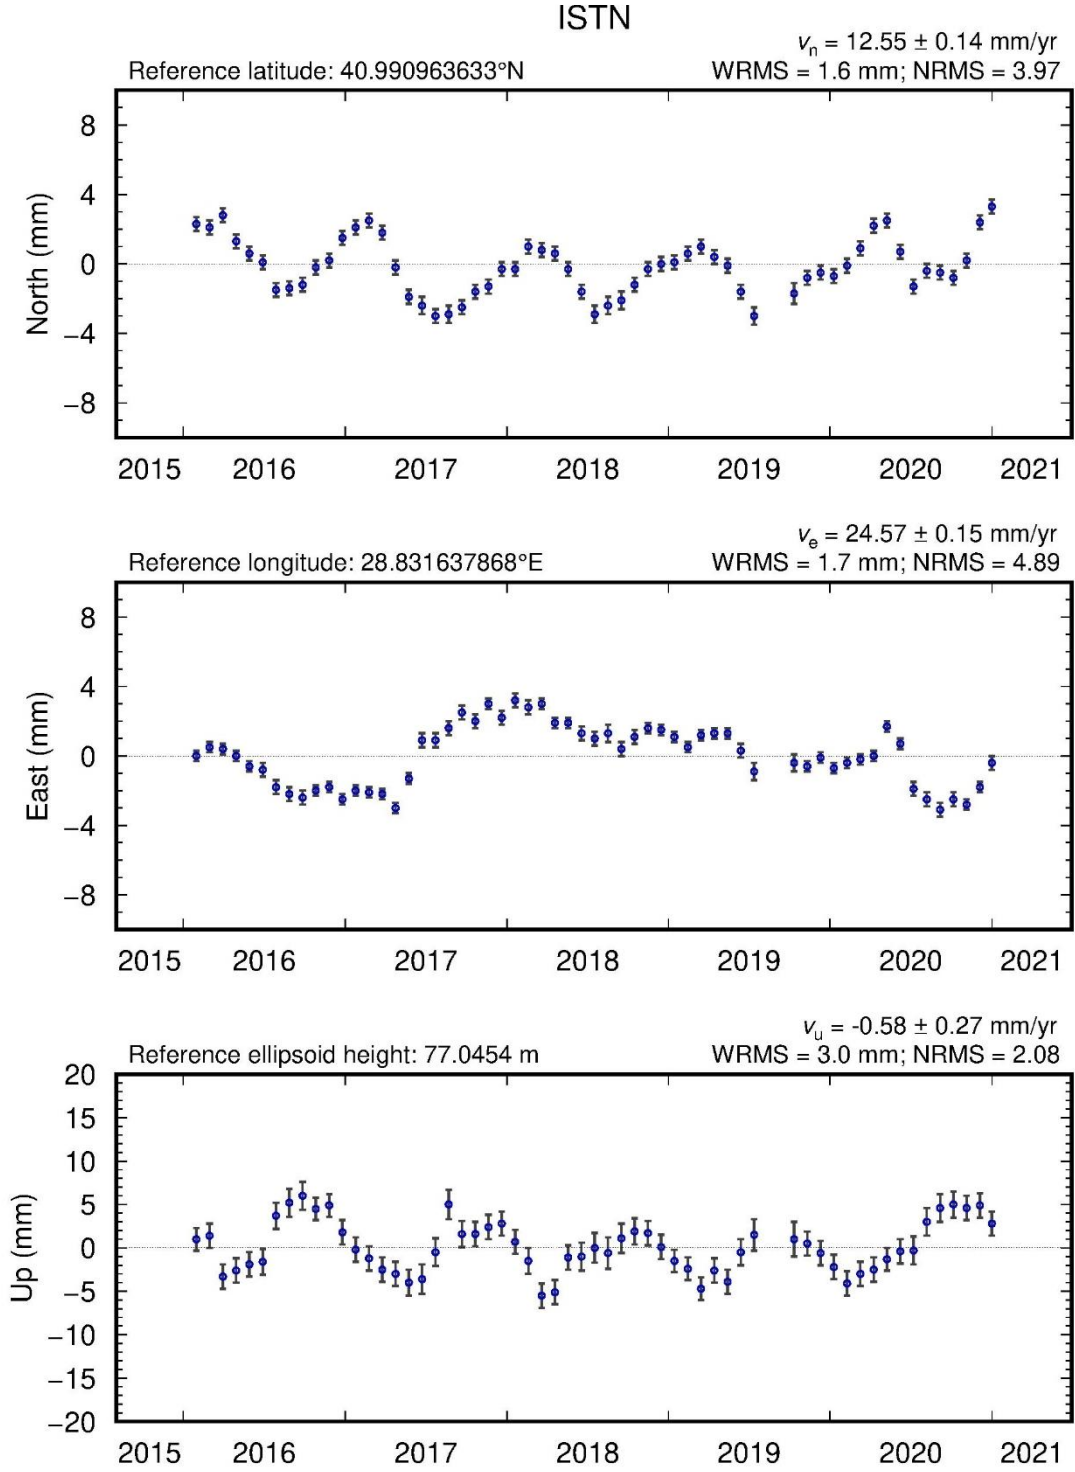 ISTN
vn = 12.55 ± 0.14 mm/yr
Reference latitude: 40.990963633°N WRMS = 1.6 mm; NRMS = 3.97
8
4
0
−4
−8
North (mm)
2015 2016 2017 2018 2019 2020 2021
ve = 24.57 ± 0.15 mm/yr
Reference longitude: 28.831637868°E WRMS = 1.7 mm; NRMS = 4.89
8
4
0
−4
−8
East (mm)
2015 2016 2017 2018 2019 2020 2021
vu = -0.58 ± 0.27 mm/yr
Reference ellipsoid height: 77.0454 m WRMS = 3.0 mm; NRMS = 2.08
20
15
10
5
0
−5
−10
−15
−20
Up (mm)
2015 2016 2017 2018 2019 2020 2021